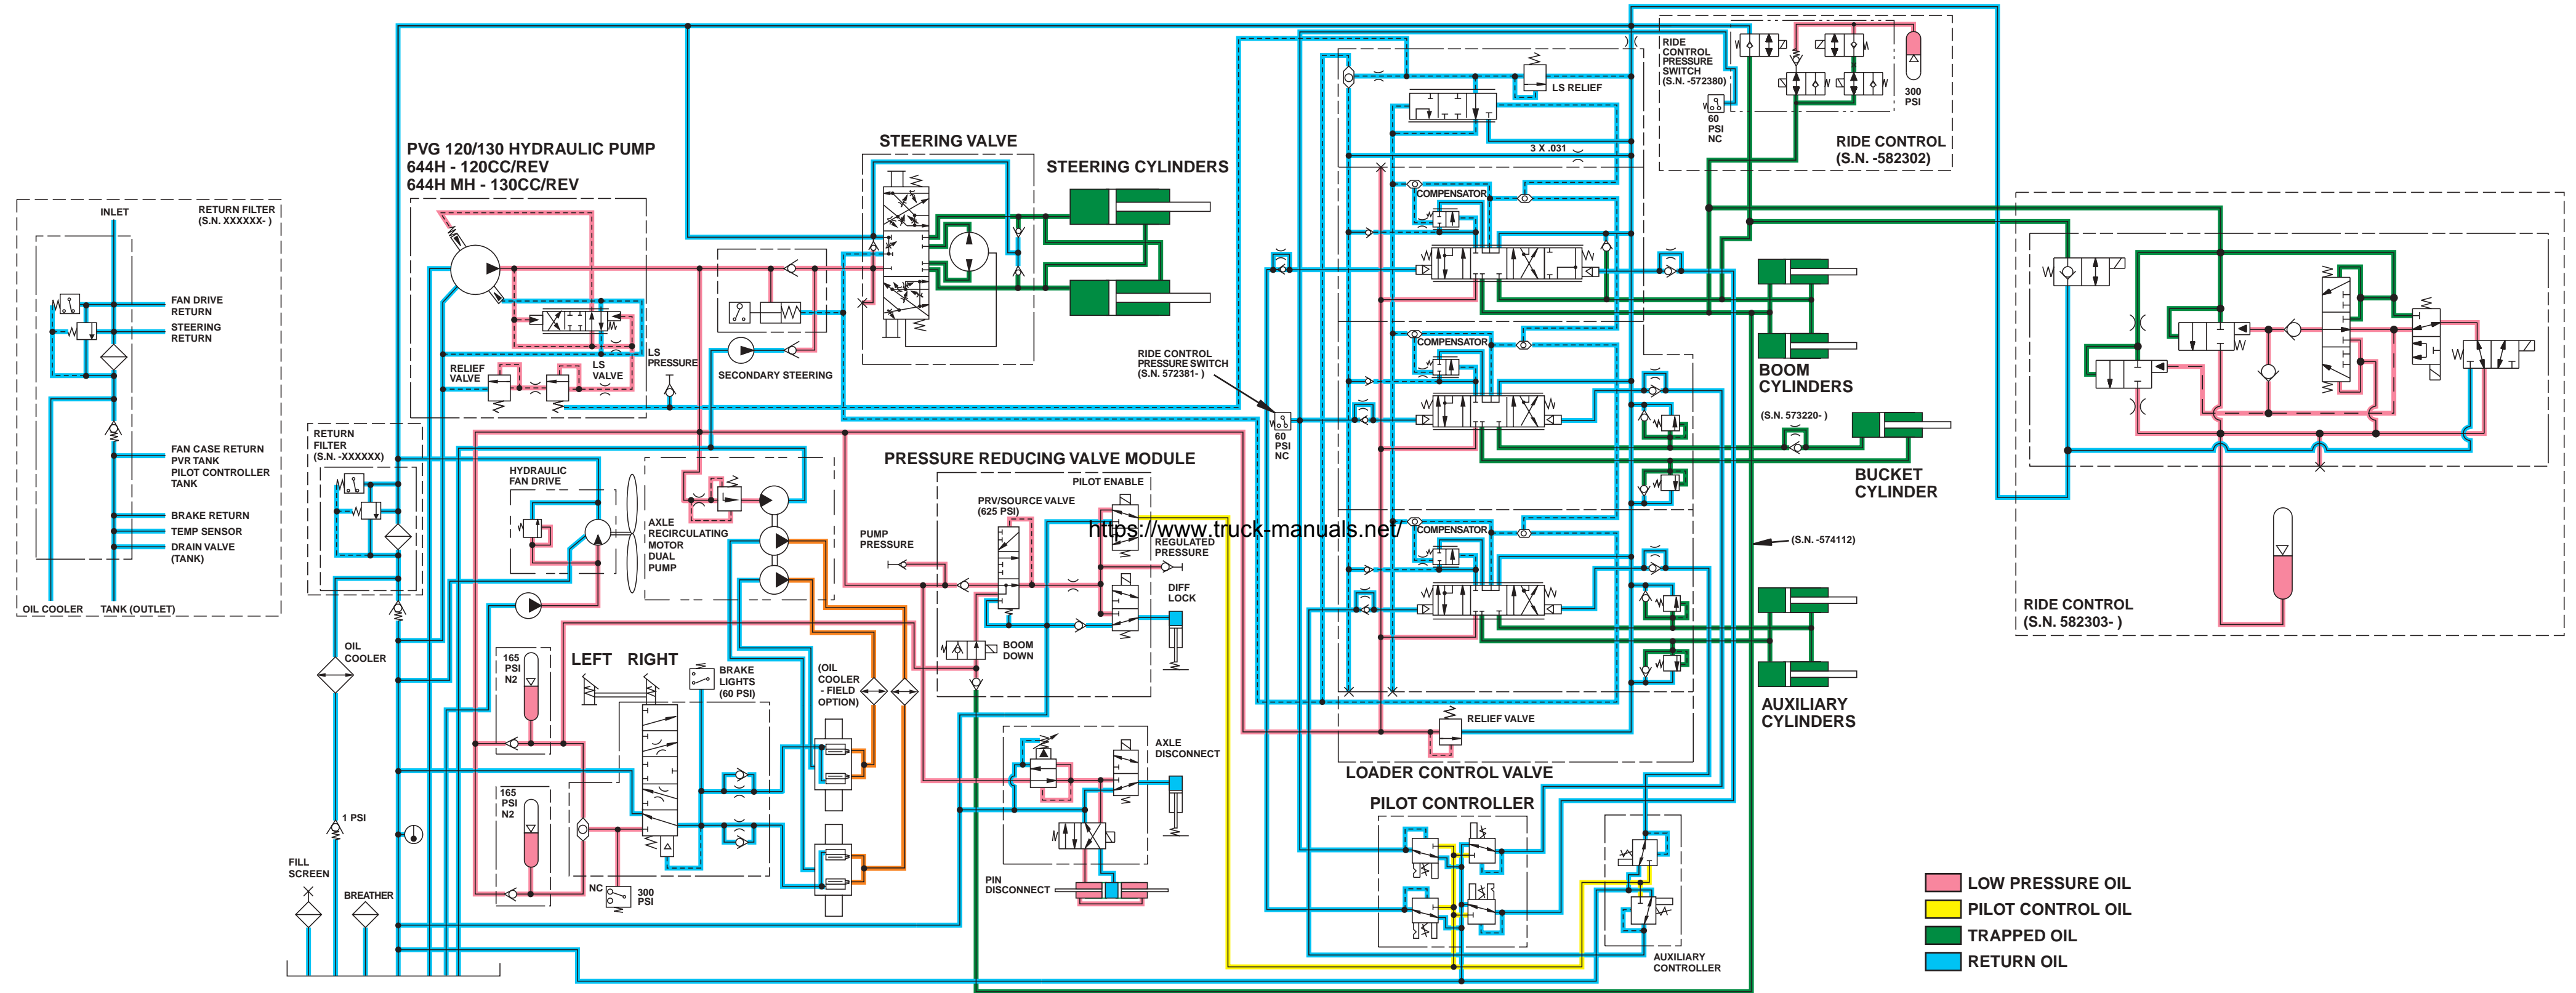 INLET
RETURN FILTER
(S.N. XXXXXX- )
FAN DRIVE
RETURN
STEERING
RETURN
FAN CASE RETURN
PVR TANK
PILOT CONTROLLER
TANK
BRAKE RETURN
TEMP SENSOR
DRAIN VALVE
(TANK)
OIL COOLER
TANK (OUTLET)
PVG 120/130 HYDRAULIC PUMP
644H - 120CC/REV
644H MH - 130CC/REV
RELIEF
VALVE
LS
VALVE
LS
PRESSURE
SECONDARY STEERING
STEERING VALVE
STEERING CYLINDERS
RETURN
FILTER
(S.N. -XXXXXX)
HYDRAULIC
FAN DRIVE
AXLE
RECIRCULATING
MOTOR
DUAL
PUMP
OIL
COOLER
1 PSI
FILL
SCREEN
BREATHER
165
PSI
N2
165
PSI
N2
LEFT RIGHT
BRAKE
LIGHTS
(60 PSI)
NC
300
PSI
(OIL
COOLER
- FIELD
OPTION)
PRESSURE REDUCING VALVE MODULE
PILOT ENABLE
PRV/SOURCE VALVE
(625 PSI)
PUMP
PRESSURE
REGULATED
PRESSURE
DIFF
LOCK
BOOM
DOWN
AXLE
DISCONNECT
PIN
DISCONNECT
https://www.truck-manuals.net/
RIDE CONTROL
PRESSURE SWITCH
(S.N. 572381- )
60
PSI
NC
LS RELIEF
3 X .031
COMPENSATOR
COMPENSATOR
COMPENSATOR
RELIEF VALVE
LOADER CONTROL VALVE
PILOT CONTROLLER
AUXILIARY
CONTROLLER
RIDE
CONTROL
PRESSURE
SWITCH
(S.N. -572380)
60
PSI
NC
300
PSI
RIDE CONTROL
(S.N. -582302)
BOOM
CYLINDERS
(S.N. 573220- )
BUCKET
CYLINDER
(S.N. -574112)
AUXILIARY
CYLINDERS
RIDE CONTROL
(S.N. 582303- )
LOW PRESSURE OIL
PILOT CONTROL OIL
TRAPPED OIL
RETURN OIL